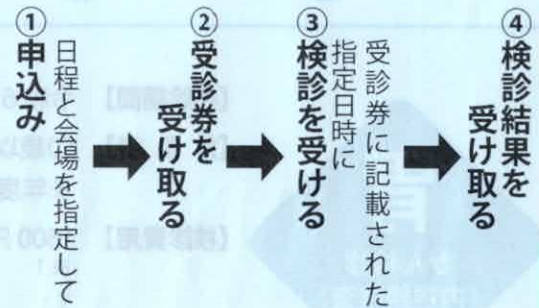 ①
日程と会場を指定して
申込み
②
受診券を
受け取る
③
受診券に記載された
指定日時に
検診を受ける
④
検診結果を
受け取る